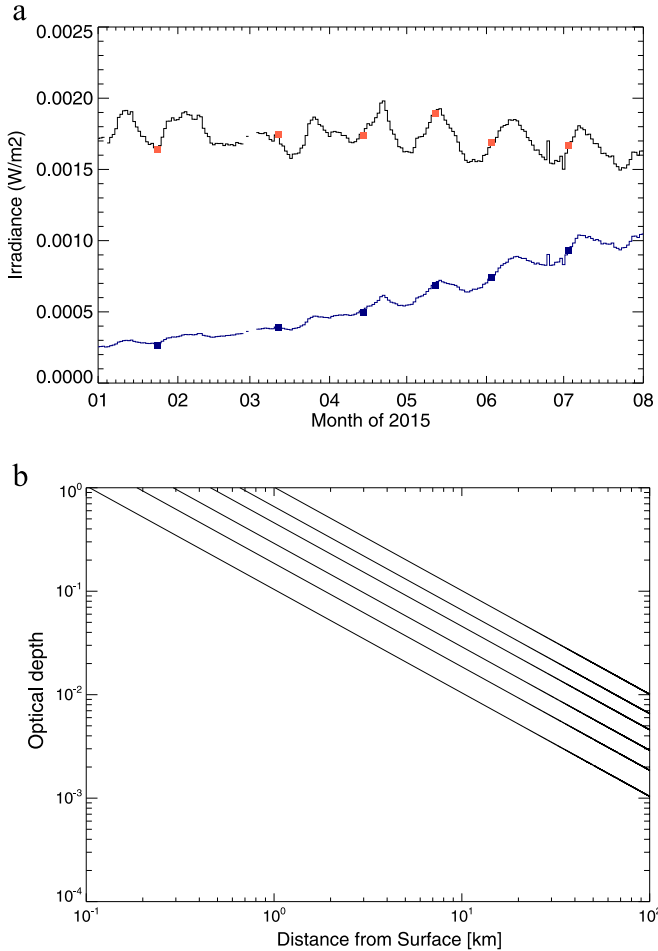 a
0.0025
0.0020
0.0015
0.0010
0.0005
0.0000
Irradiance (W/m2)
01 02 03 04 05 06 07 08
Month of 2015
b
10^0
10^-1
10^-2
10^-3
10^-4
Optical depth
10^-1 10^0 10^1 10^2
Distance from Surface [km]